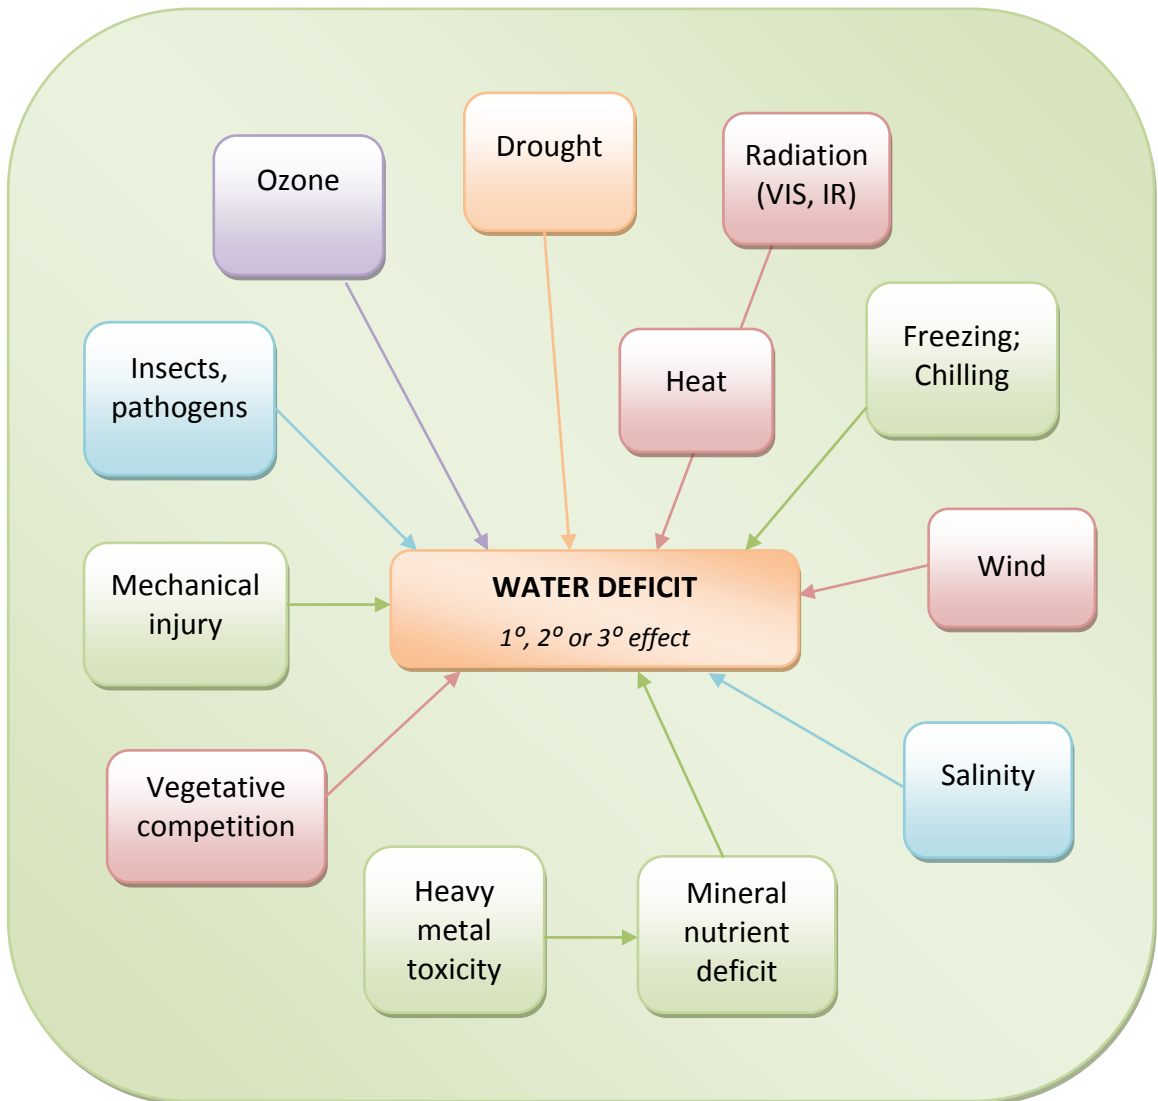 Drought
Radiation
(VIS, IR)
Ozone
Freezing;
Chilling
Insects,
pathogens
Heat
Wind
Mechanical
injury
WATER DEFICIT
1º, 2º or 3º effect
Salinity
Vegetative
competition
Heavy
metal
toxicity
Mineral
nutrient
deficit